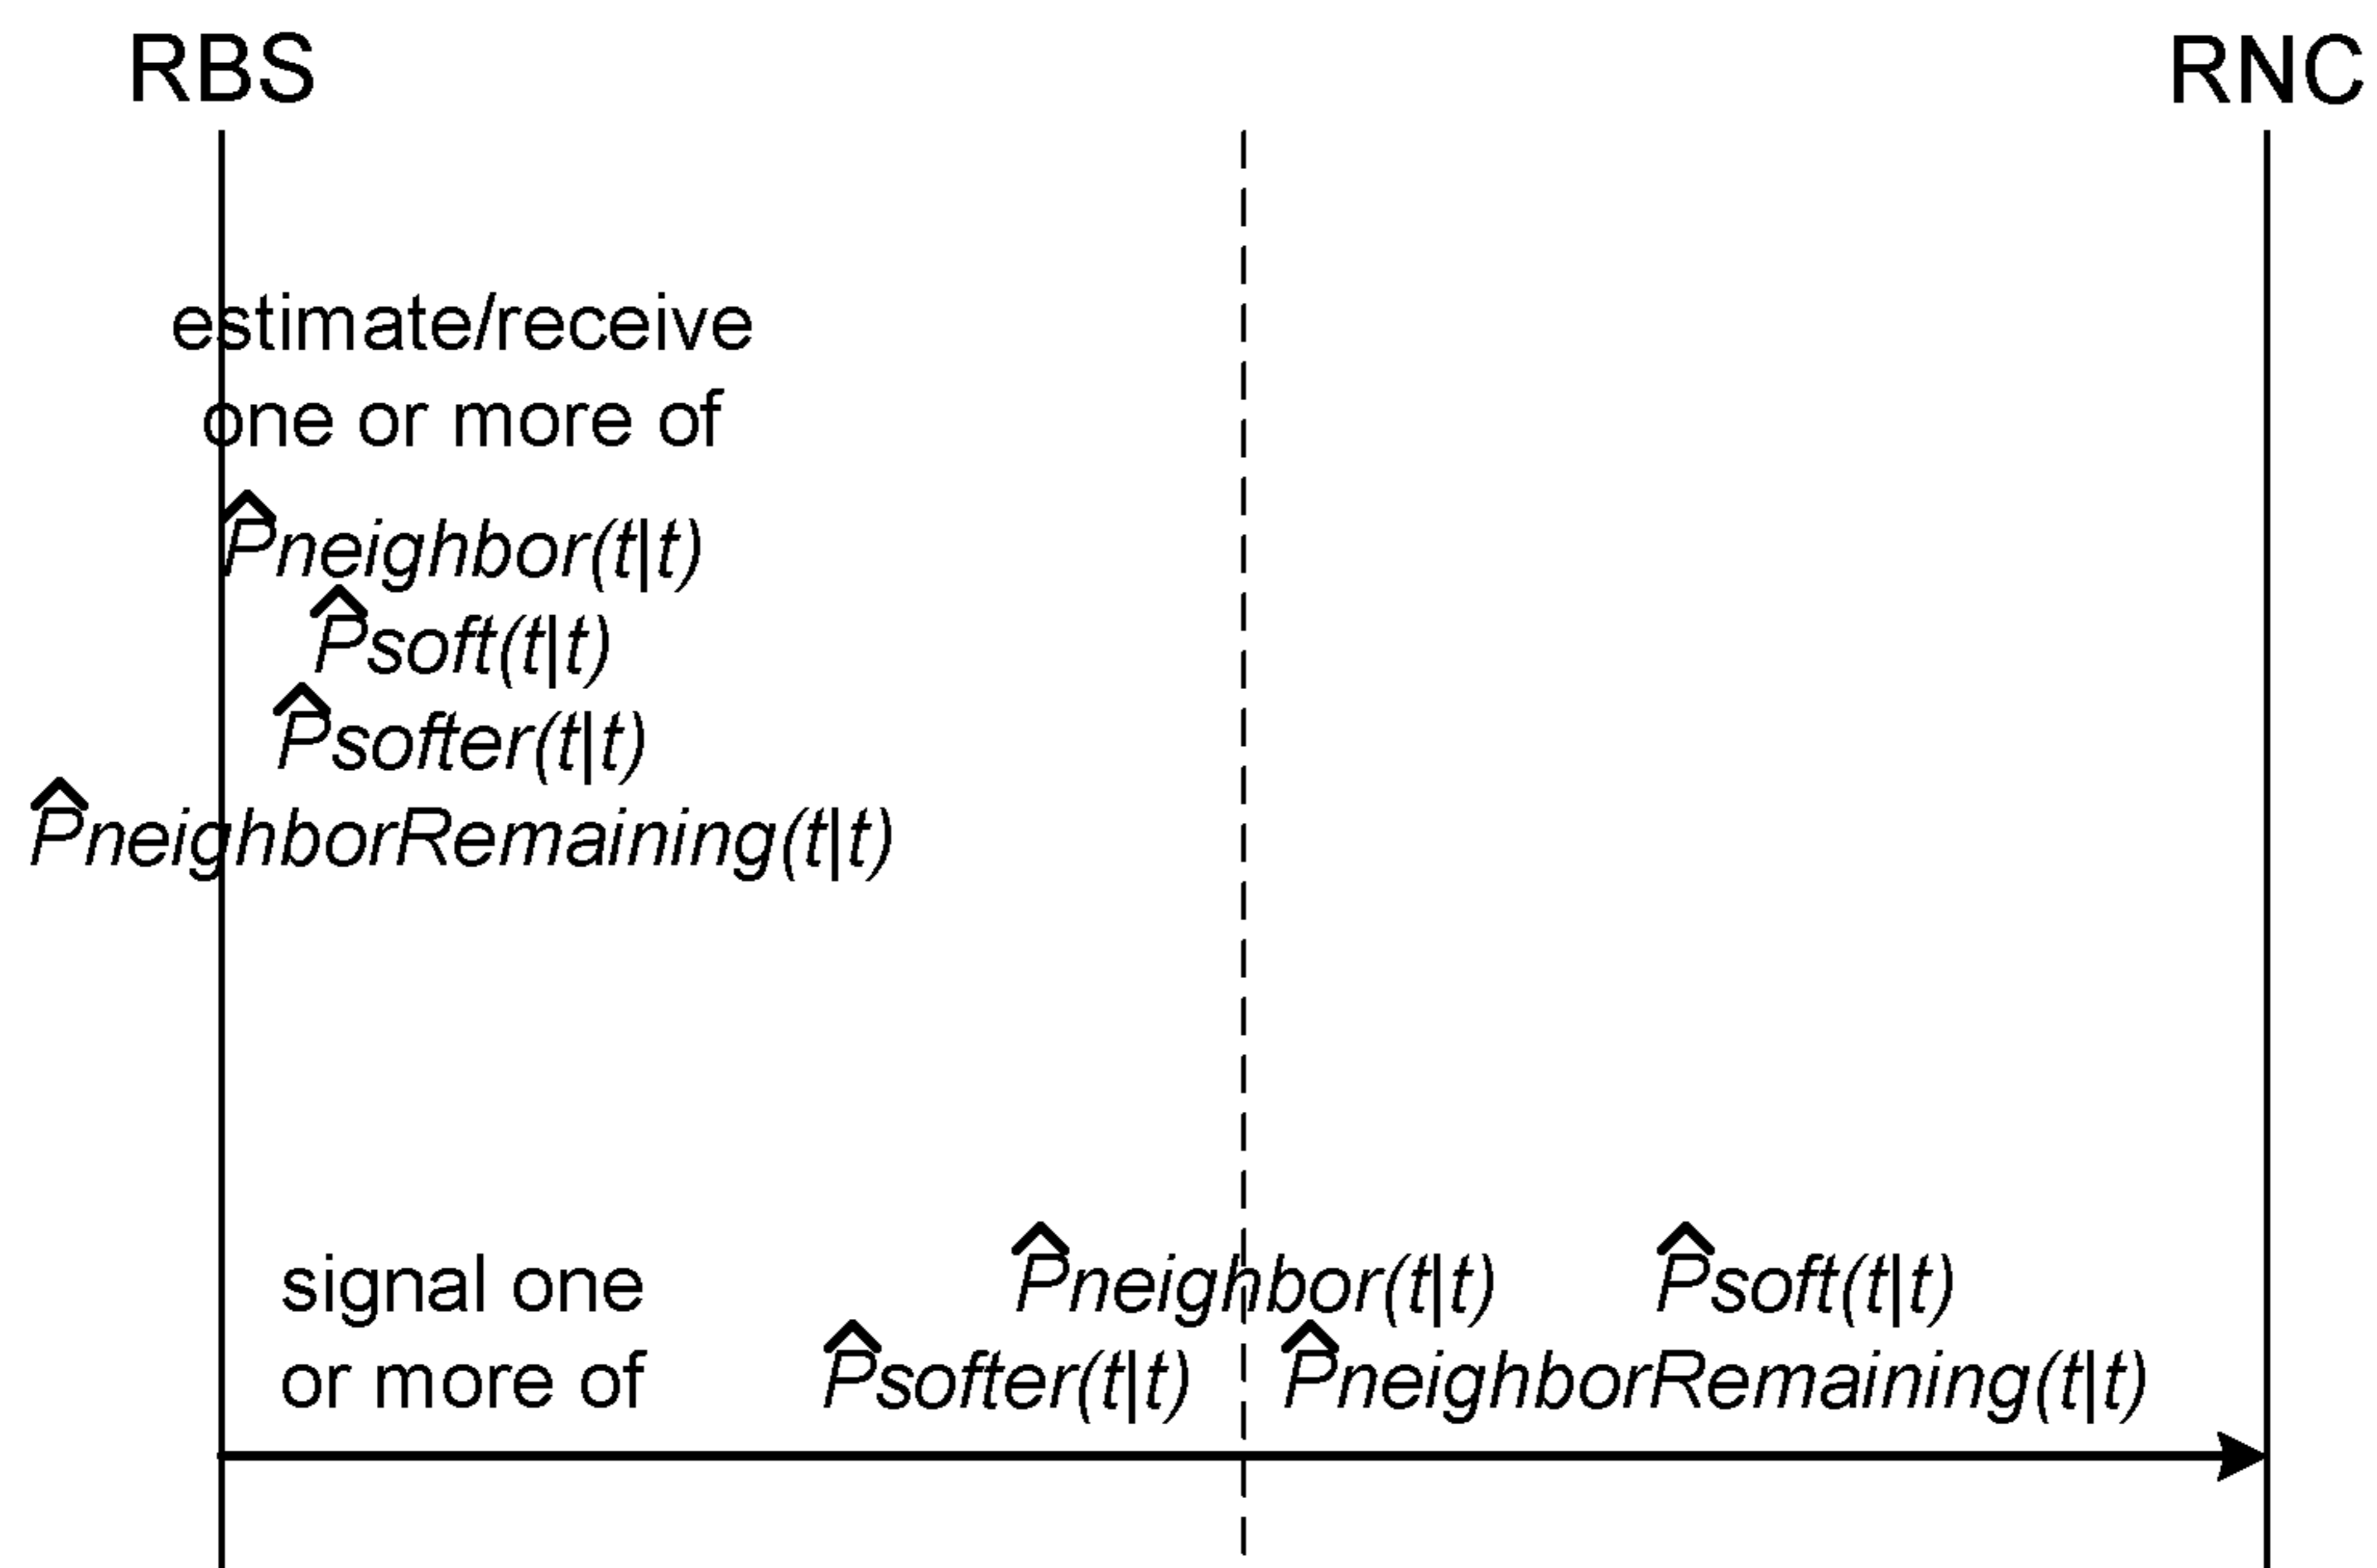 RBS RNC
estimate/receive
one or more of
P̂neighbor(t|t)
P̂soft(t|t)
P̂softer(t|t)
P̂neighborRemaining(t|t)
signal one P̂neighbor(t|t) P̂soft(t|t)
or more of P̂softer(t|t) P̂neighborRemaining(t|t)